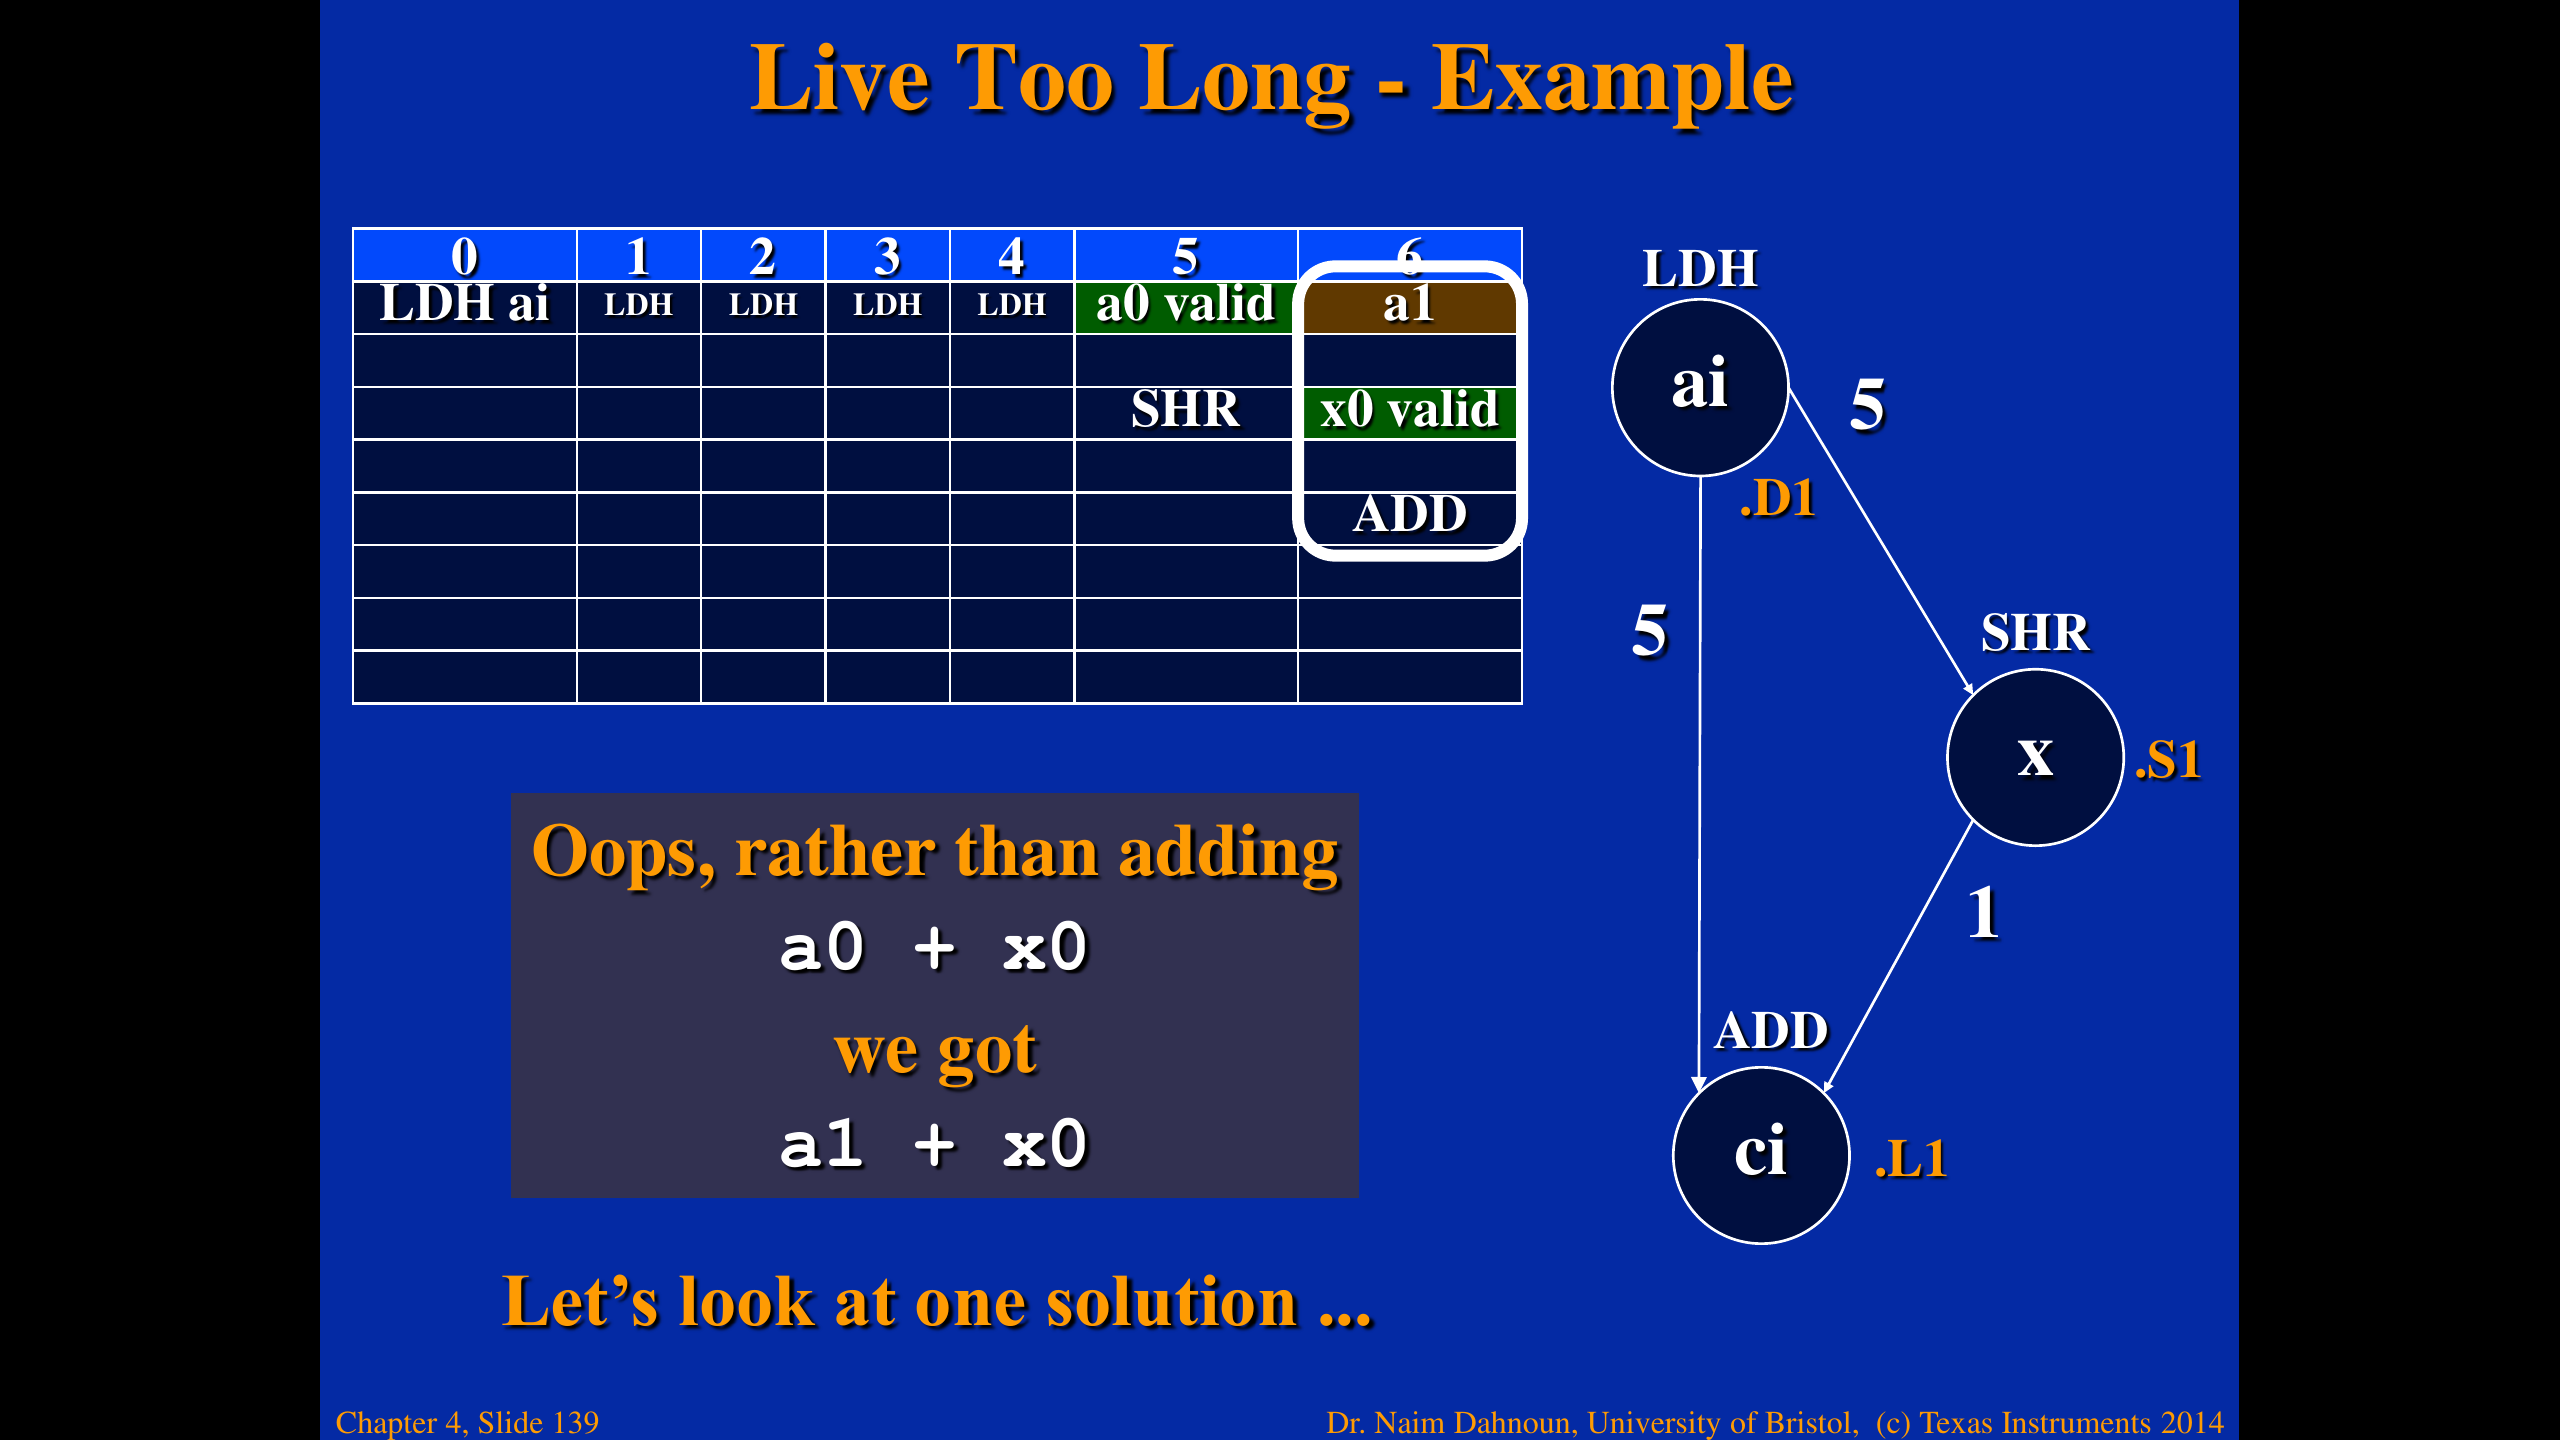 Live Too Long - Example
0 1 2 3 4 5 6
LDH ai LDH LDH LDH LDH a0 valid a1
SHR x0 valid
ADD
LDH
ai
5
.D1
5
SHR
x
.S1
1
ADD
ci
.L1
Oops, rather than adding
a0 + x0
we got
a1 + x0
Let’s look at one solution ...
Chapter 4, Slide 139
Dr. Naim Dahnoun, University of Bristol, (c) Texas Instruments 2014